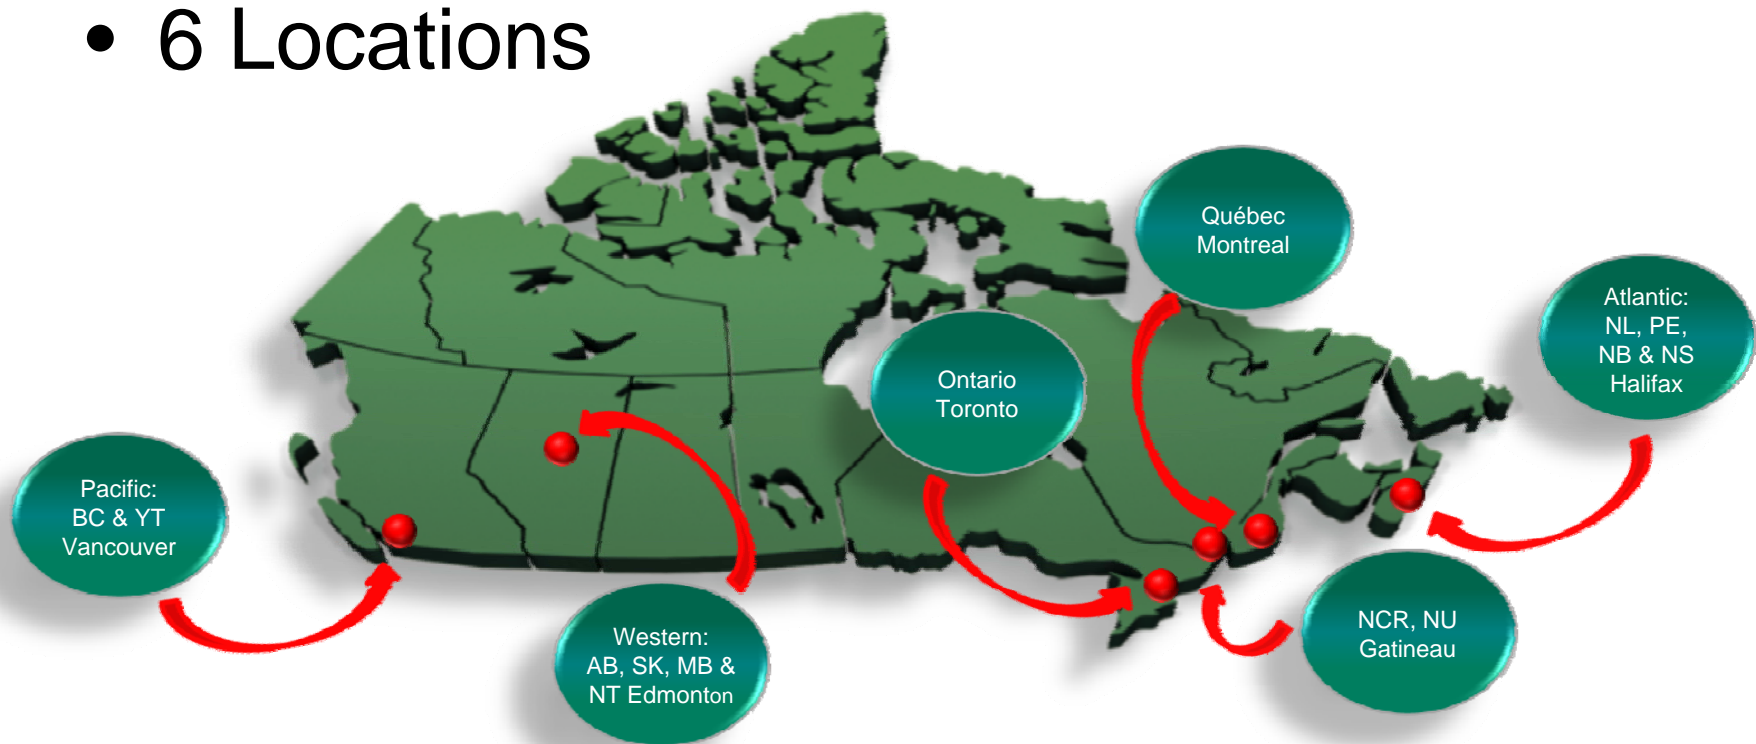 • 6 Locations
Québec
Montreal
Atlantic:
NL, PE,
NB & NS
Halifax
Ontario
Toronto
Pacific:
BC & YT
Vancouver
Western:
AB, SK, MB &
NT Edmonton
NCR, NU
Gatineau